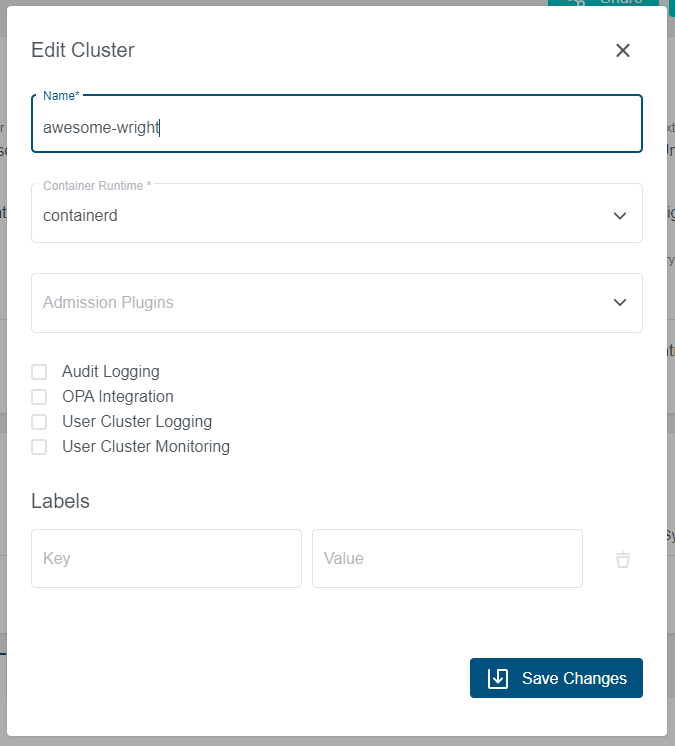 Share
Edit Cluster
Name*
awesome-wright
Container Runtime *
containerd
Admission Plugins
Audit Logging
OPA Integration
User Cluster Logging
User Cluster Monitoring
Labels
Key
Value
Save Changes